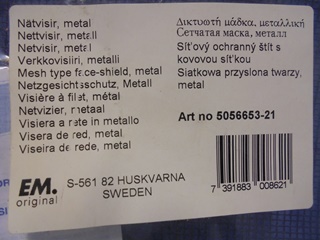 Nätvisir, metal
Nettvisir, metall
Netvisir, metal
Verkkovisiiri, metalli
Mesh type face-shield, metal
Netzgesichtsschutz, Metall
Visière à filet, métal
Netvizier, metaal
Visiera a rete in metallo
Visera de red, metal
Viseira de rede, metal
Δικτυωτή μάδκα, μεταλλική
Сетчатая маска, металл
Síťový ochranný štít s
kovovou síťkou
Siatkowa przyslona twarzy,
metal
Art no 5056653-21
7 391883 008621
EM.
original
S-561 82 HUSKVARNA
SWEDEN